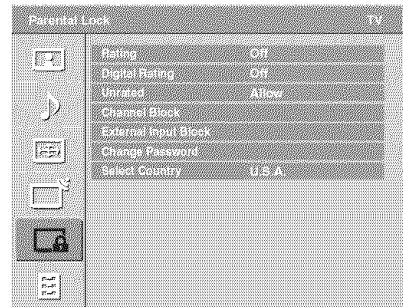 Parental Lock TV
Rating Off
Digital Rating Off
Unrated Allow
Channel Block
External Input Block
Change Password
Select Country U.S.A.